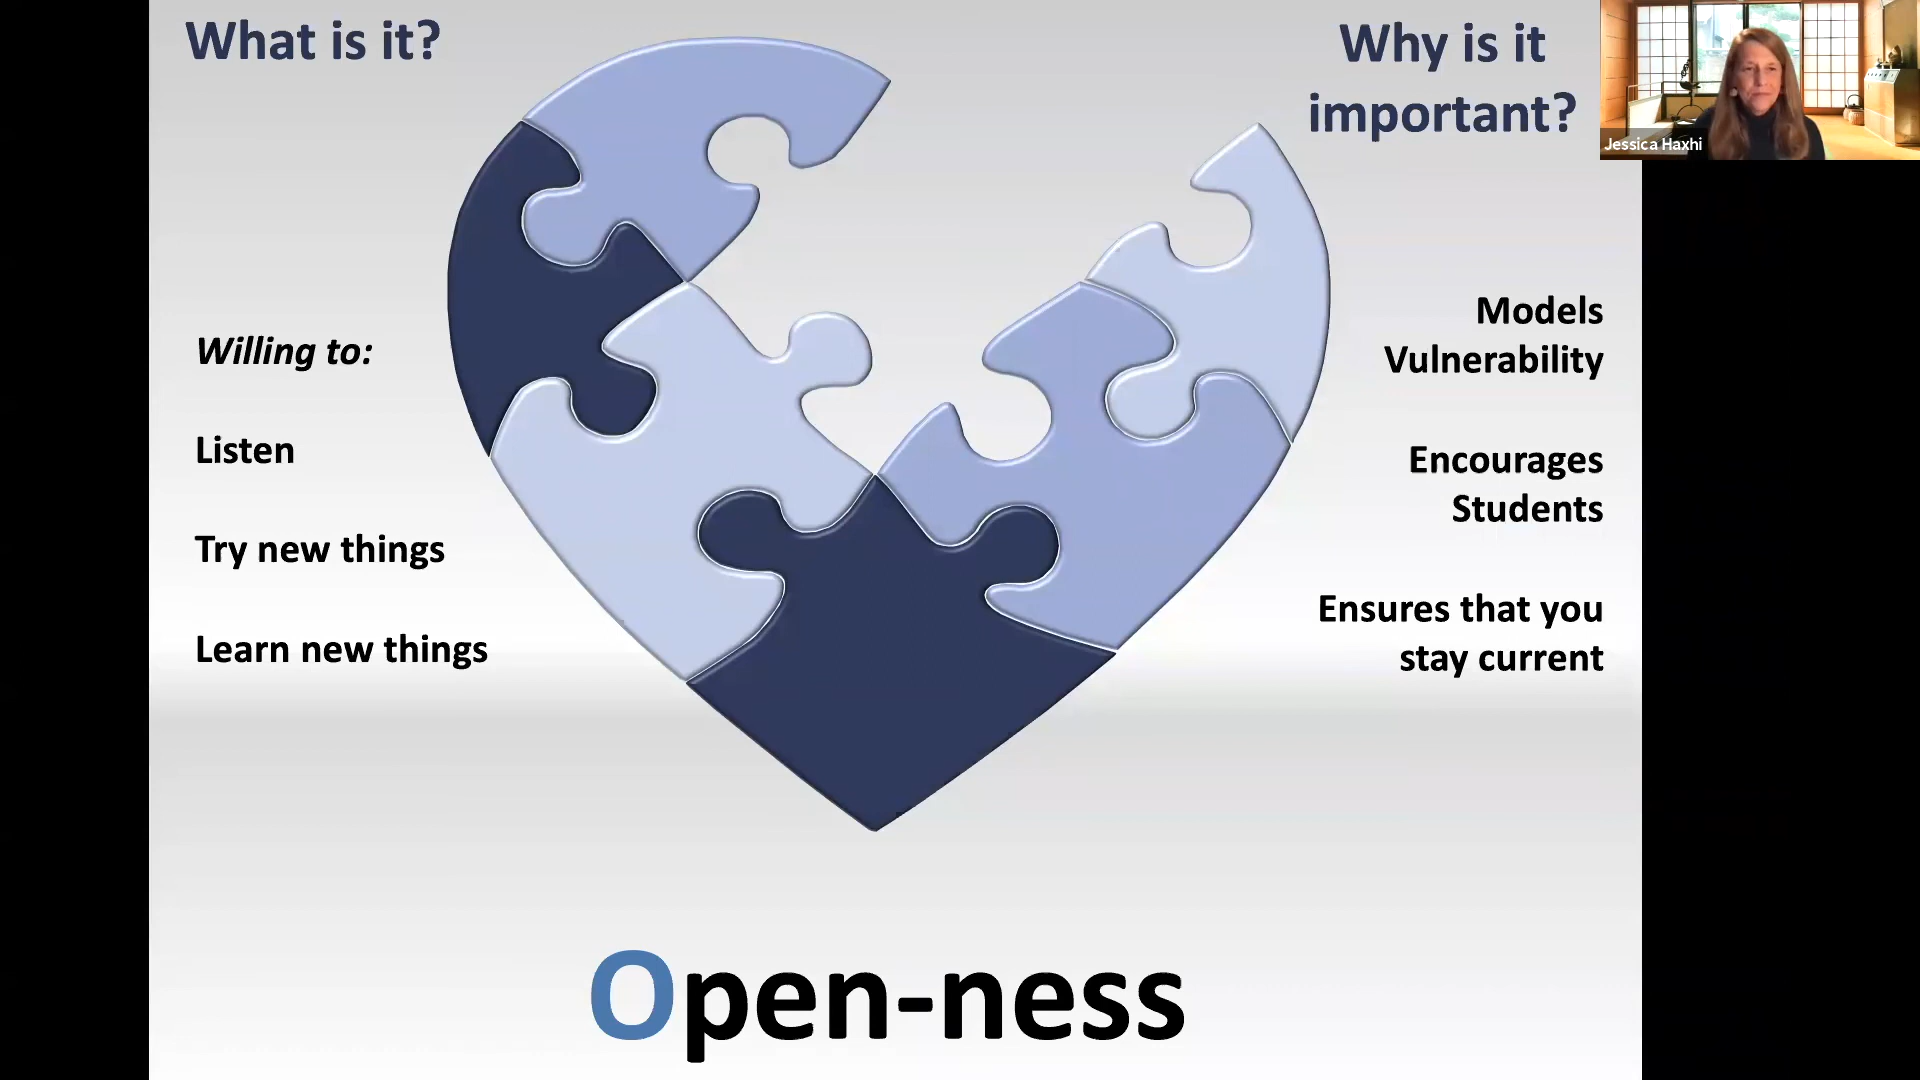 What is it?
Why is it
important?
Jessica Haxhi
Willing to:
Listen
Try new things
Learn new things
Models
Vulnerability
Encourages
Students
Ensures that you
stay current
Open-ness